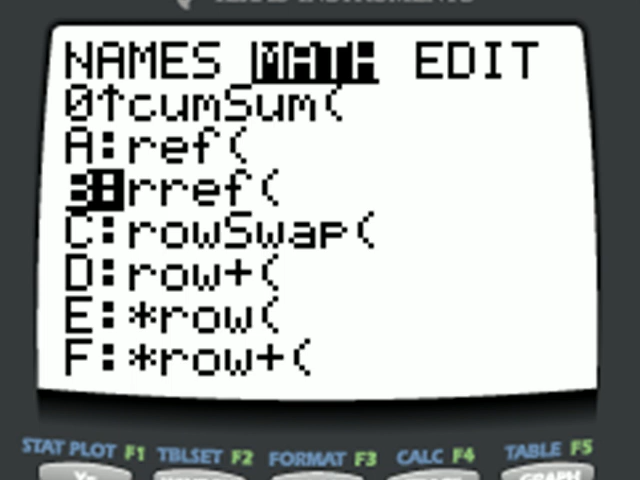 NAMES MATH EDIT
0↑cumSum(
A:ref(
B:rref(
C:rowSwap(
D:row+(
E:*row(
F:*row+(
STAT PLOT F1 TBLSET F2 FORMAT F3 CALC F4 TABLE F5